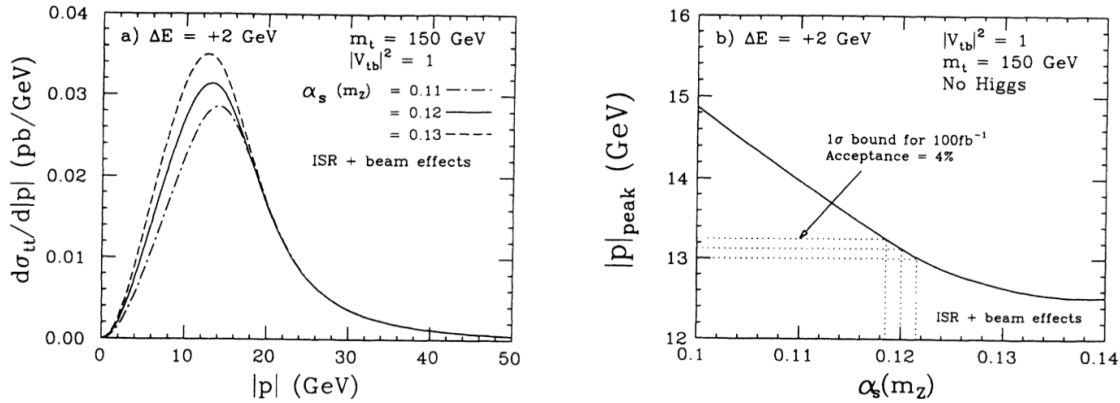 a) ΔE = +2 GeV
m_t = 150 GeV
|V_tb|^2 = 1
α_s (m_Z) = 0.11
= 0.12
= 0.13
ISR + beam effects
dσ_tt/d|p| (pb/GeV)
0.04
0.03
0.02
0.01
0.00
0 10 20 30 40 50
|p| (GeV)
b) ΔE = +2 GeV
|V_tb|^2 = 1
m_t = 150 GeV
No Higgs
1σ bound for 100fb^-1
Acceptance = 4%
ISR + beam effects
|p|_peak (GeV)
16
15
14
13
12
0.1 0.11 0.12 0.13 0.14
α_s(m_Z)